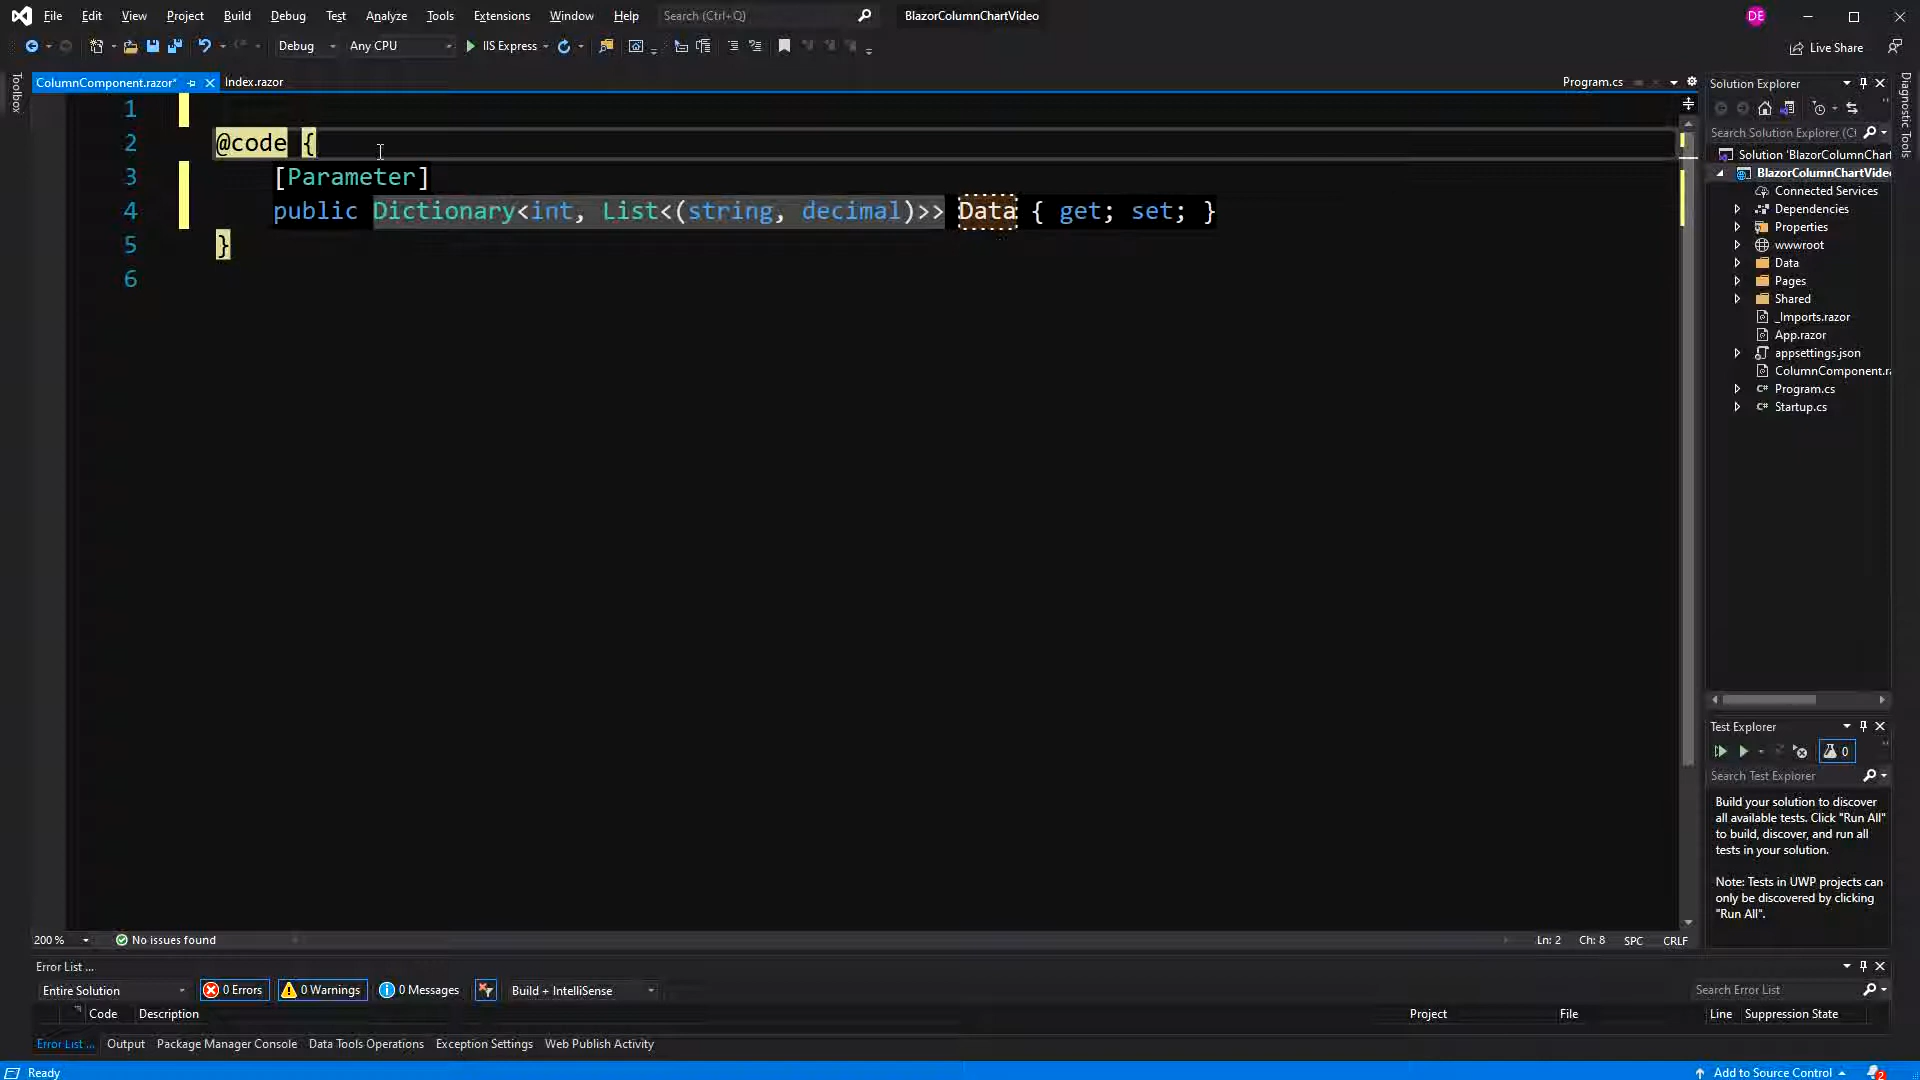 File Edit View Project Build Debug Test Analyze Tools Extensions Window Help Search (Ctrl+Q) BlazorColumnChartVideo DE
Debug Any CPU IIS Express Live Share
Toolbox
ColumnComponent.razor* Index.razor Program.cs
1
2 @code {
3 [Parameter]
4 public Dictionary<int, List<(string, decimal)>> Data { get; set; }
5 }
6
200 % No issues found Ln: 2 Ch: 8 SPC CRLF
Solution Explorer
Search Solution Explorer (C
Solution 'BlazorColumnChart
BlazorColumnChartVideo
Connected Services
Dependencies
Properties
wwwroot
Data
Pages
Shared
_Imports.razor
App.razor
appsettings.json
ColumnComponent.ra
C# Program.cs
C# Startup.cs
Diagnostic Tools
Test Explorer
0
Search Test Explorer
Build your solution to discover
all available tests. Click "Run All"
to build, discover, and run all
tests in your solution.
Note: Tests in UWP projects can
only be discovered by clicking
"Run All".
Error List ...
Entire Solution 0 Errors 0 Warnings 0 Messages Build + IntelliSense Search Error List
Code Description Project File Line Suppression State
Error List ... Output Package Manager Console Data Tools Operations Exception Settings Web Publish Activity
Ready Add to Source Control 2